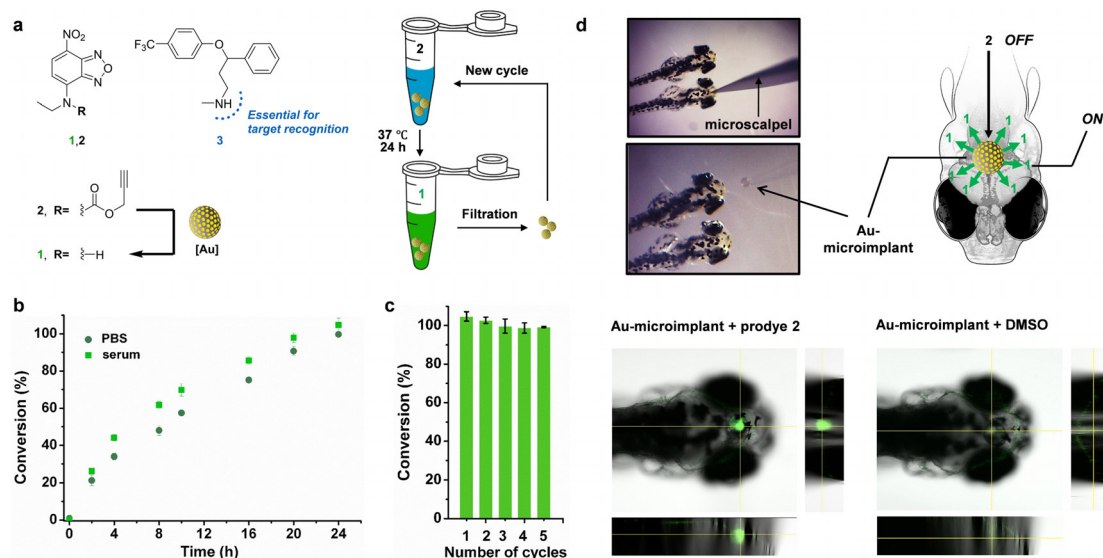 a
NO₂
N
O
N
N
R
1,2
F₃C
O
NH
Essential for
target recognition
3
2, R=
O
O
1, R=
H
[Au]
2
New cycle
37 ℃
24 h
1
Filtration
b
Conversion (%)
100
80
60
40
20
0
PBS
serum
0 4 8 12 16 20 24
Time (h)
c
Conversion (%)
100
80
60
40
20
0
1 2 3 4 5
Number of cycles
d
microscalpel
Au-
microimplant
2 OFF
ON
1
1
1
1
1
1
1
1
Au-microimplant + prodye 2
Au-microimplant + DMSO